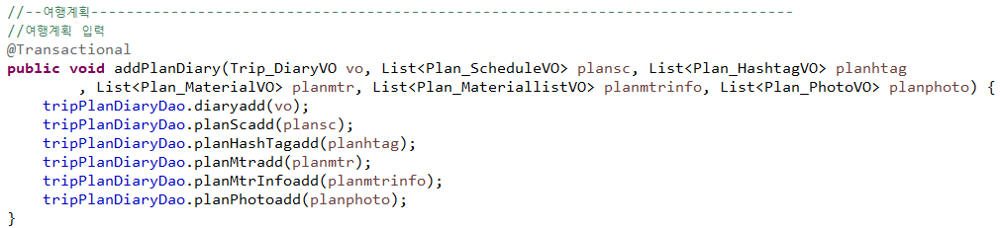 //--여행계획-------------------------------------------------------------------------------
//여행계획 입력
@Transactional
public void addPlanDiary(Trip_DiaryVO vo, List<Plan_ScheduleVO> plansc, List<Plan_HashtagVO> planhtag
, List<Plan_MaterialVO> planmtr, List<Plan_MateriallistVO> planmtrinfo, List<Plan_PhotoVO> planphoto) {
tripPlanDiaryDao.diaryadd(vo);
tripPlanDiaryDao.planScadd(plansc);
tripPlanDiaryDao.planHashTagadd(planhtag);
tripPlanDiaryDao.planMtradd(planmtr);
tripPlanDiaryDao.planMtrInfoadd(planmtrinfo);
tripPlanDiaryDao.planPhotoadd(planphoto);
}